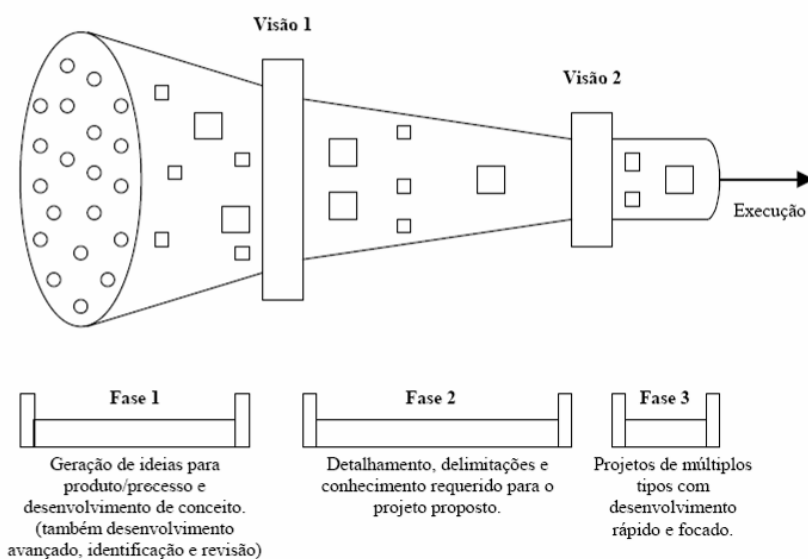 Visão 1
Visão 2
Execução
Fase 1
Geração de ideias para
produto/processo e
desenvolvimento de conceito.
(também desenvolvimento
avançado, identificação e revisão)
Fase 2
Detalhamento, delimitações e
conhecimento requerido para o
projeto proposto.
Fase 3
Projetos de múltiplos
tipos com
desenvolvimento
rápido e focado.